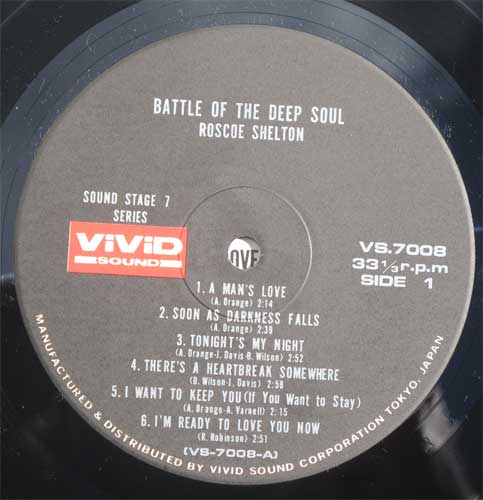 BATTLE OF THE DEEP SOUL
ROSCOE SHELTON
SOUND STAGE 7
SERIES
ViViD
SOUND
VS.7008
33 1/3 r.p.m
SIDE 1
1. A MAN'S LOVE
(A. Orange) 2:14
2. SOON AS DARKNESS FALLS
(A. Orange) 2:39
3. TONIGHT'S MY NIGHT
(A. Orange-J. Davis-B. Wilson) 2:52
4. THERE'S A HEARTBREAK SOMEWHERE
(B. Wilson-J. Davis) 2:58
5. I WANT TO KEEP YOU(If You Want to Stay)
(A. Orange-A. Varnell) 2:15
6. I'M READY TO LOVE YOU NOW
(R. Robinson) 2:51
(VS-7008-A)
MANUFACTURED & DISTRIBUTED BY VIVID SOUND CORPORATION TOKYO, JAPAN